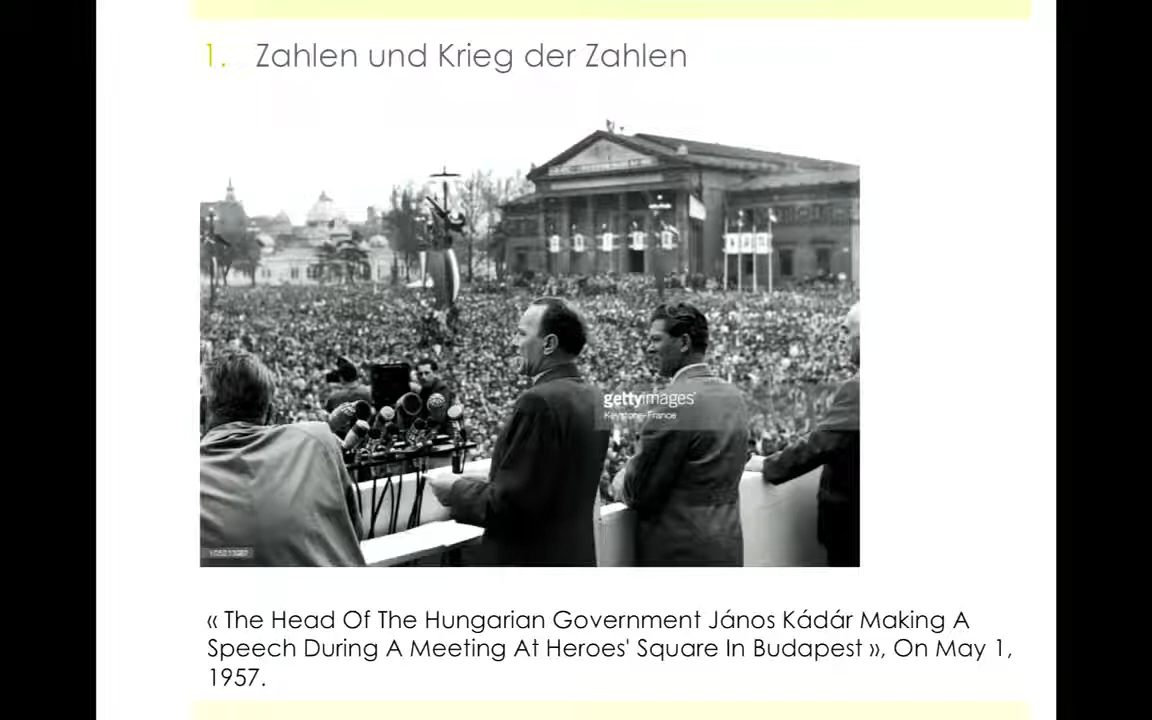 1. Zahlen und Krieg der Zahlen
gettyimages®
Keystone-France
« The Head Of The Hungarian Government János Kádár Making A
Speech During A Meeting At Heroes' Square In Budapest », On May 1,
1957.